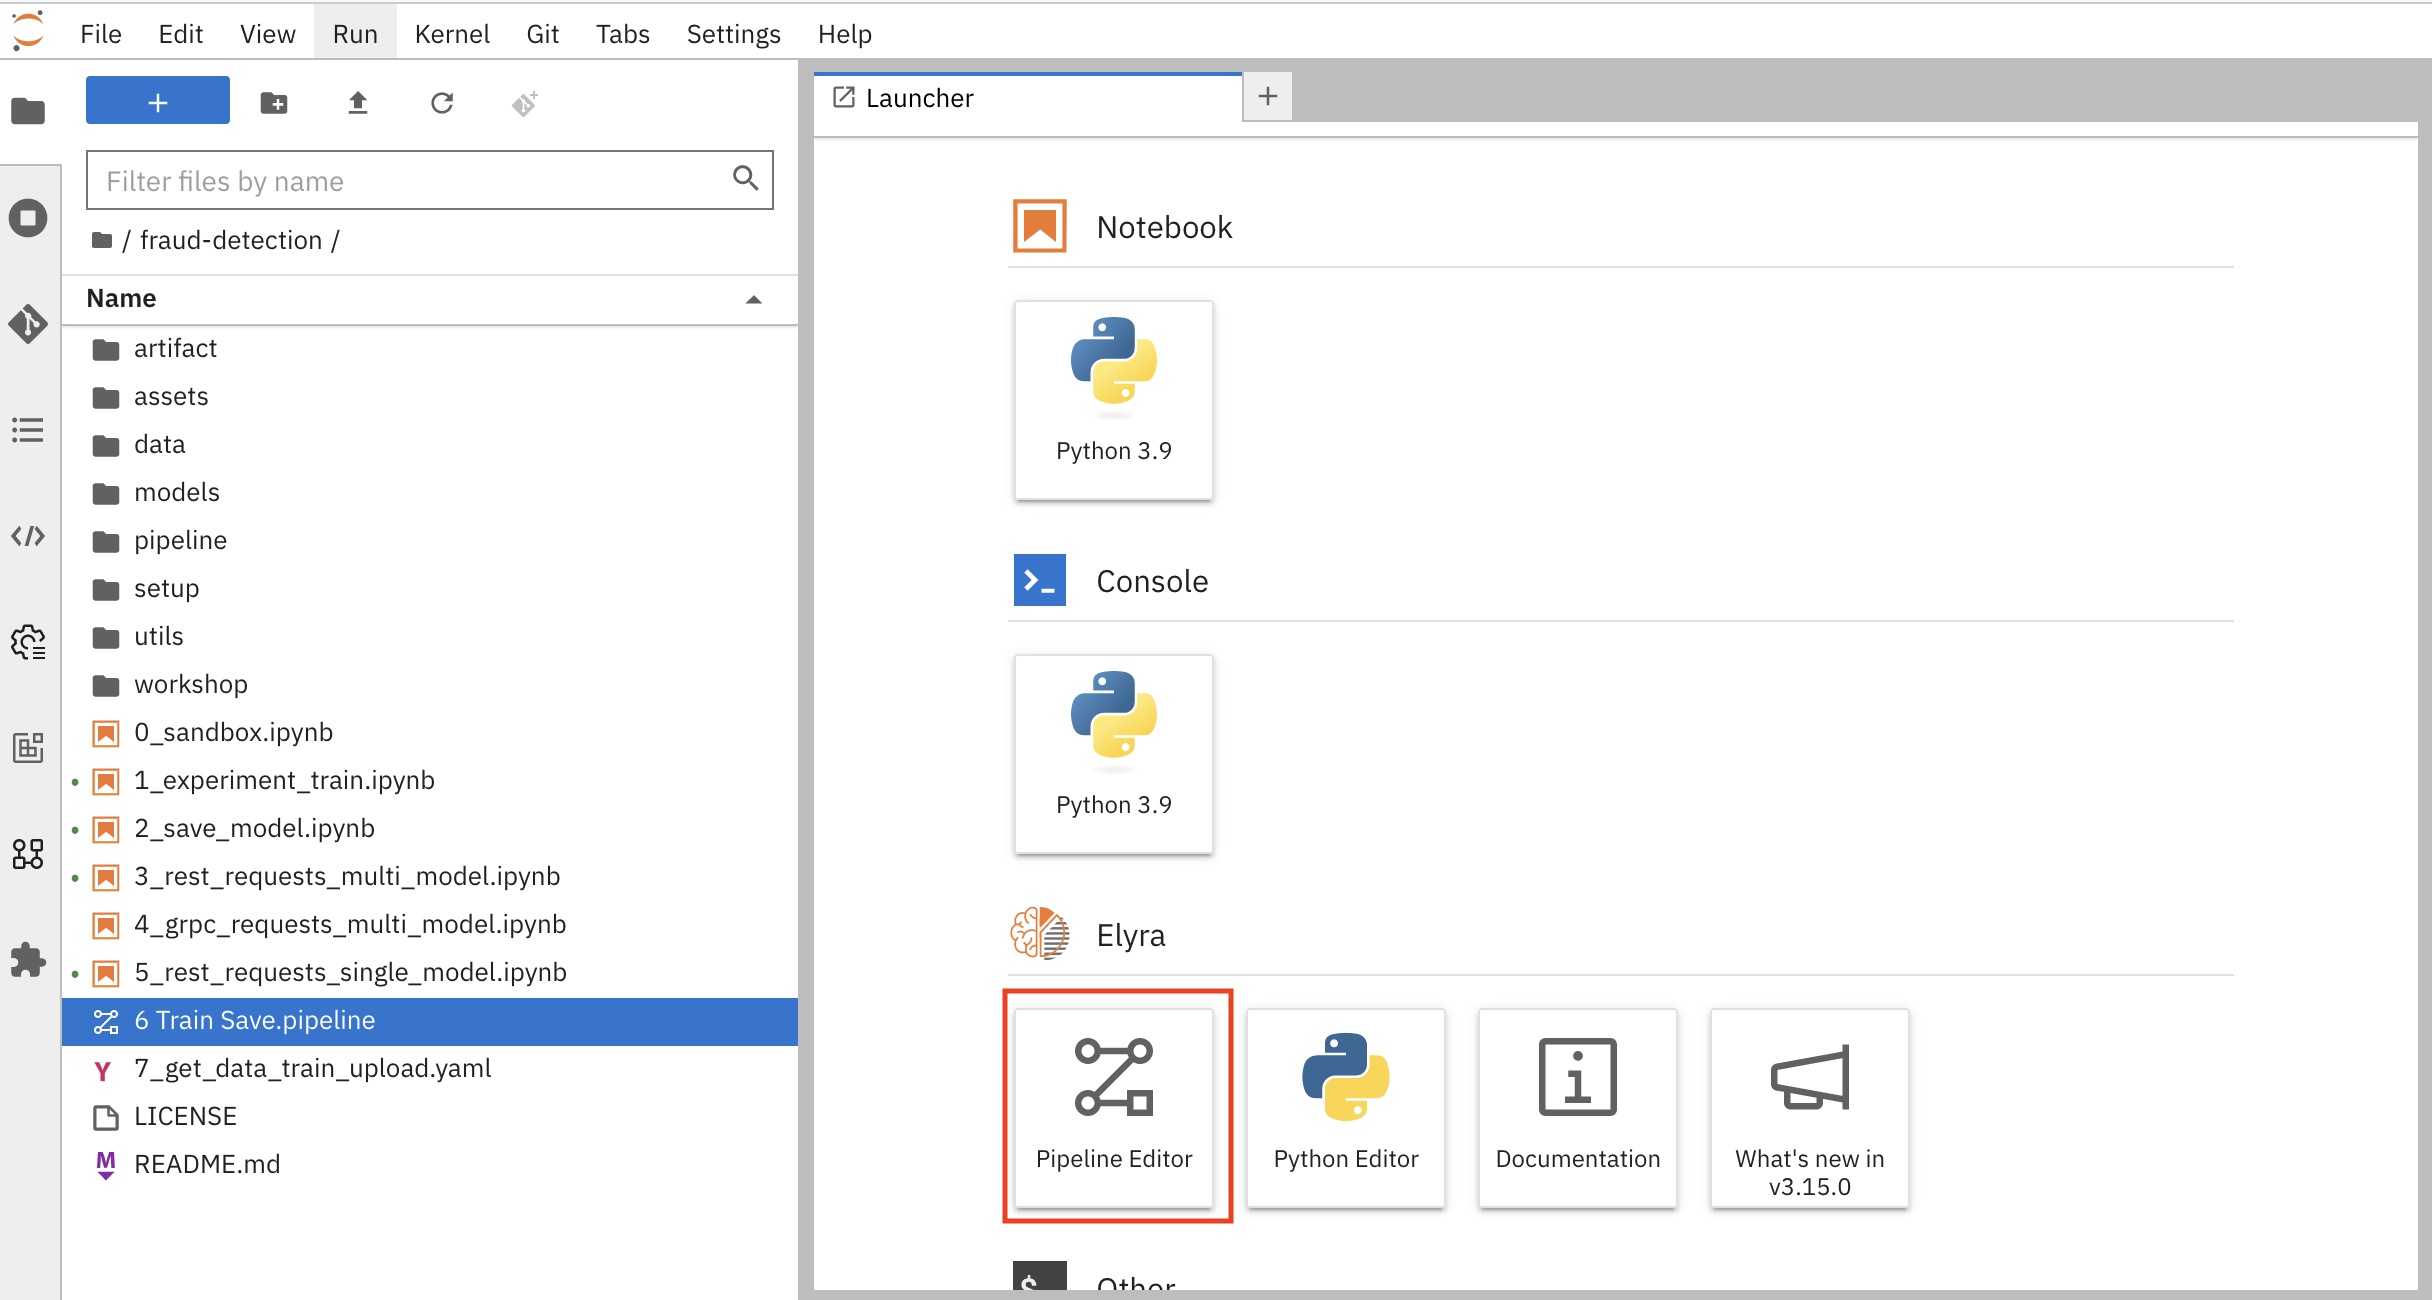 File Edit View Run Kernel Git Tabs Settings Help
Launcher
Filter files by name
/ fraud-detection /
Name
artifact
assets
data
models
pipeline
setup
utils
workshop
0_sandbox.ipynb
1_experiment_train.ipynb
2_save_model.ipynb
3_rest_requests_multi_model.ipynb
4_grpc_requests_multi_model.ipynb
5_rest_requests_single_model.ipynb
6 Train Save.pipeline
7_get_data_train_upload.yaml
LICENSE
README.md
Notebook
Python 3.9
Console
Python 3.9
Elyra
Pipeline Editor
Python Editor
Documentation
What's new in
v3.15.0
Other